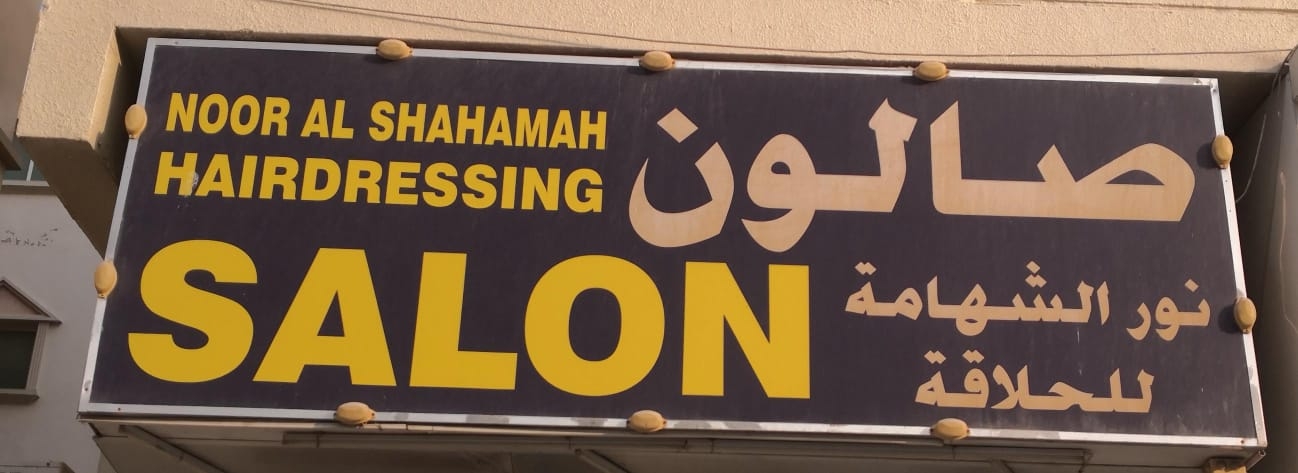 NOOR AL SHAHAMAH
HAIRDRESSING
SALON
صالون
نور الشهامة
للحلاقة